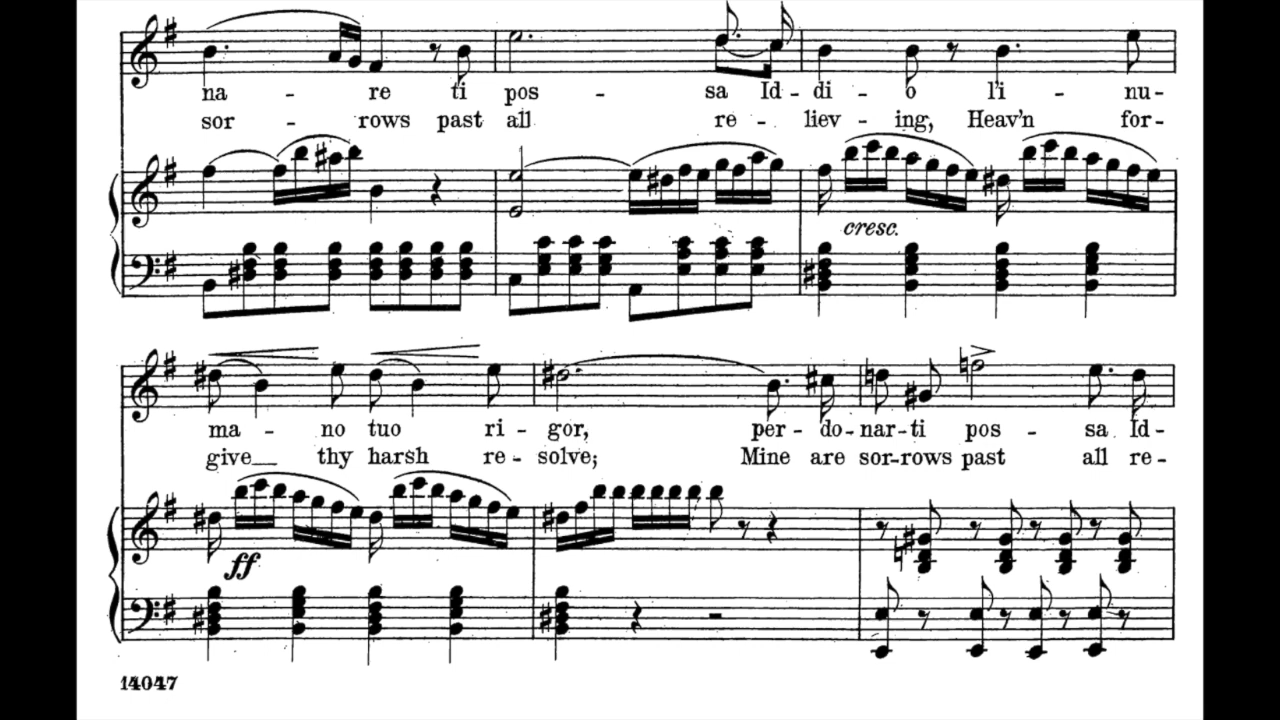 na - re ti pos - sa Id - di - o l'i - nu-
sor - rows past all re - liev - ing, Heav'n for-
cresc.
ma - no tuo ri - gor, per - do - nar - ti pos - sa Id-
give thy harsh re - solve; Mine are sor - rows past all re-
ff
14047